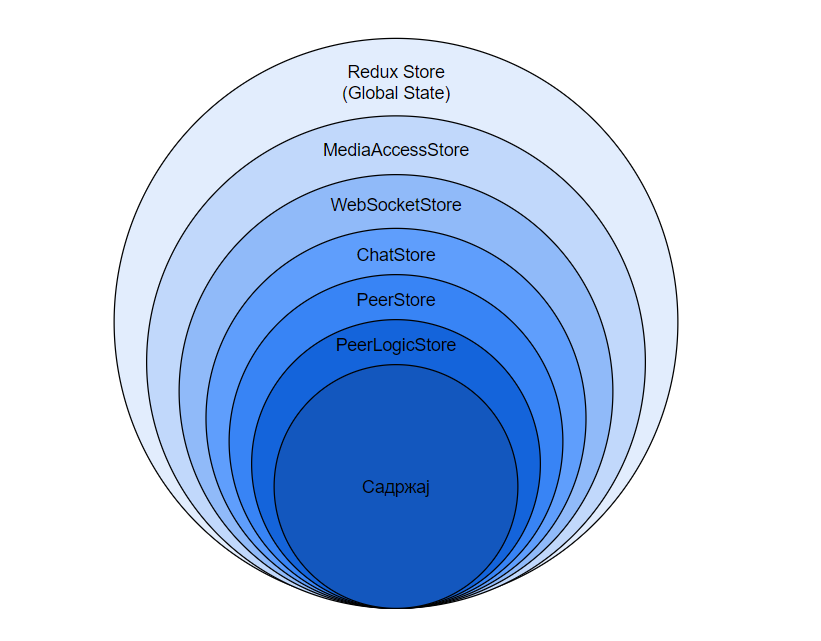 Redux Store
(Global State)
MediaAccessStore
WebSocketStore
ChatStore
PeerStore
PeerLogicStore
Садржај